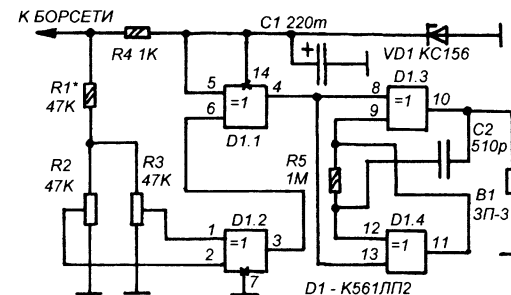 К БОРСЕТИ
C1 220m
R4 1K
+
VD1 KC156
14
D1.3
R1*
47K
5
4
8
=1
10
6
=1
9
C2
510p
D1.1
R2
47K
R3
47K
R5
1M
B1
ЗП-3
D1.2
D1.4
1
=1
3
12
=1
11
2
13
7
D1 - К561ЛП2